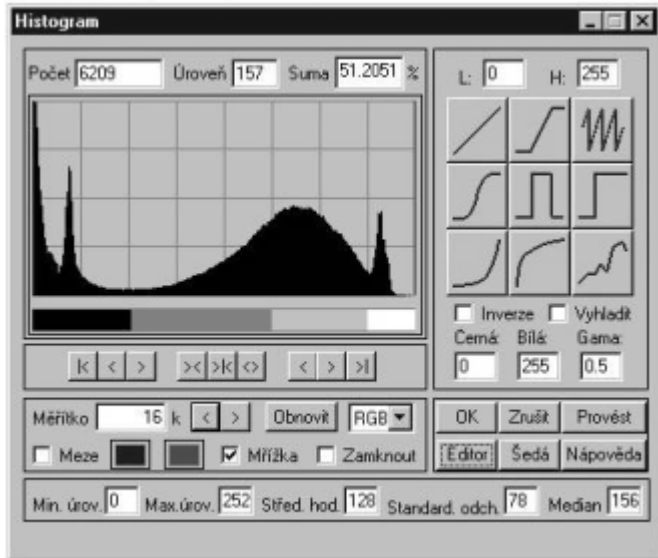 Histogram
Počet 6209 Úroveň 157 Suma 51.2051 %
L: 0 H: 255
Inverze Vyhladit
Černá: Bílá: Gama:
0 255 0.5
|< < > >< >|< <> < > >|
Měřítko 16 k < > Obnovit RGB
OK Zrušit Provést
Meze Mřížka Zamknout
Editor Šedá Nápověda
Min. úrov. 0 Max.úrov. 252 Střed. hod. 128 Standard. odch. 78 Median 156